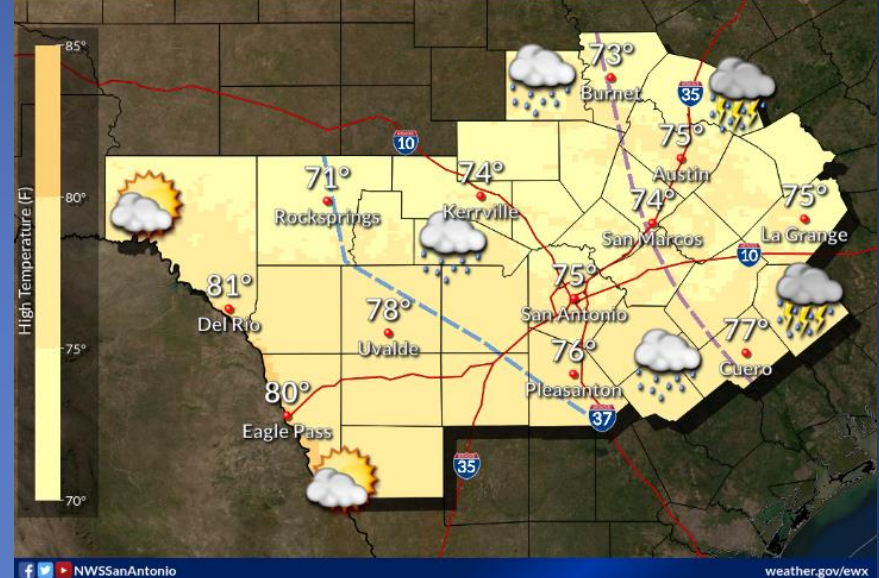 85°
80°
75°
70°
High Temperature (F)
73°
Burnet
35
10
75°
Austin
71°
Rocksprings
74°
Kerrville
74°
San Marcos
75°
La Grange
10
81°
Del Rio
75°
San Antonio
78°
Uvalde
77°
Cuero
76°
Pleasanton
80°
Eagle Pass
37
35
NWSSanAntonio
weather.gov/ewx